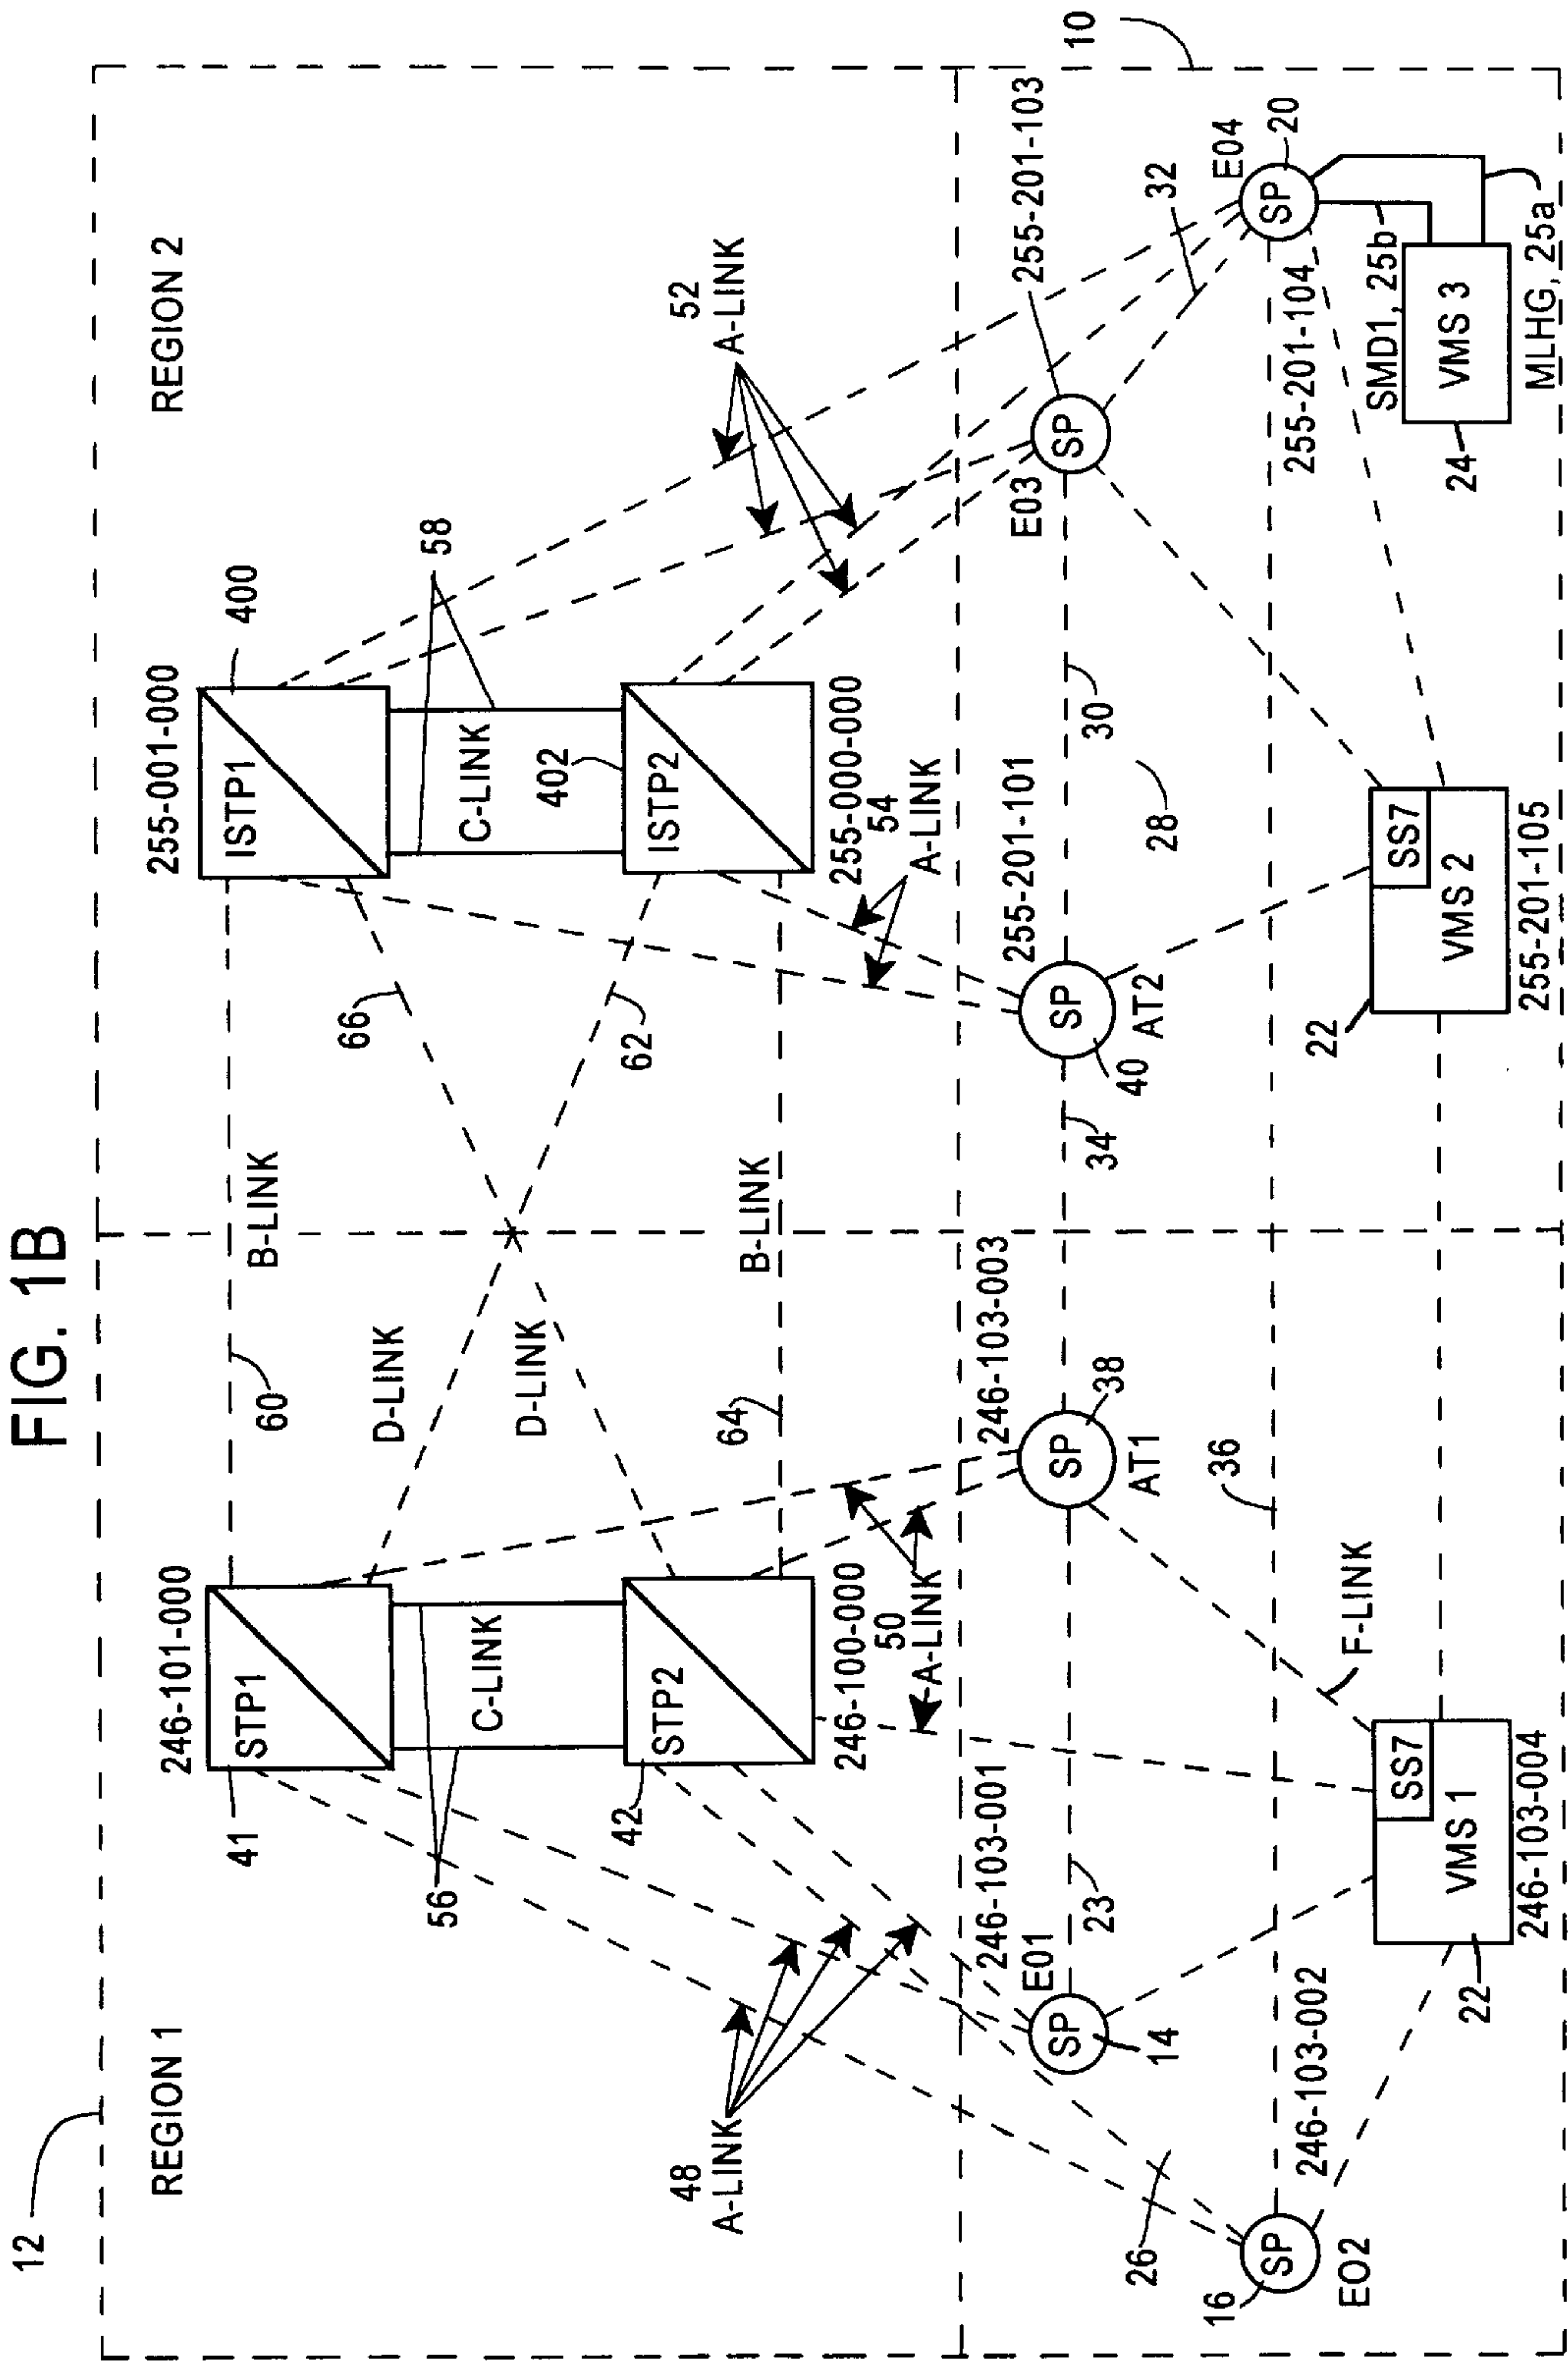 FIG. 1B
12
REGION 1
REGION 2
10
246-101-000
STP1
41
C-LINK
56
STP2
42
246-100-000
50
A-LINK
48
A-LINK
60
B-LINK
D-LINK
D-LINK
64
B-LINK
66
62
255-001-000
ISTP1
400
58
C-LINK
402
ISTP2
255-000-000
54
A-LINK
52
A-LINK
246-103-001
E01
SP
14
23
246-103-003
SP
38
AT1
34
255-201-101
SP
40
AT2
30
28
E03
SP
255-201-103
32
E04
SP
20
26
16
SP
EO2
246-103-002
36
F-LINK
255-201-104
SS7
VMS 1
22
246-103-004
SS7
VMS 2
22
255-201-105
SMD1, 25b
VMS 3
24
MLHG, 25a